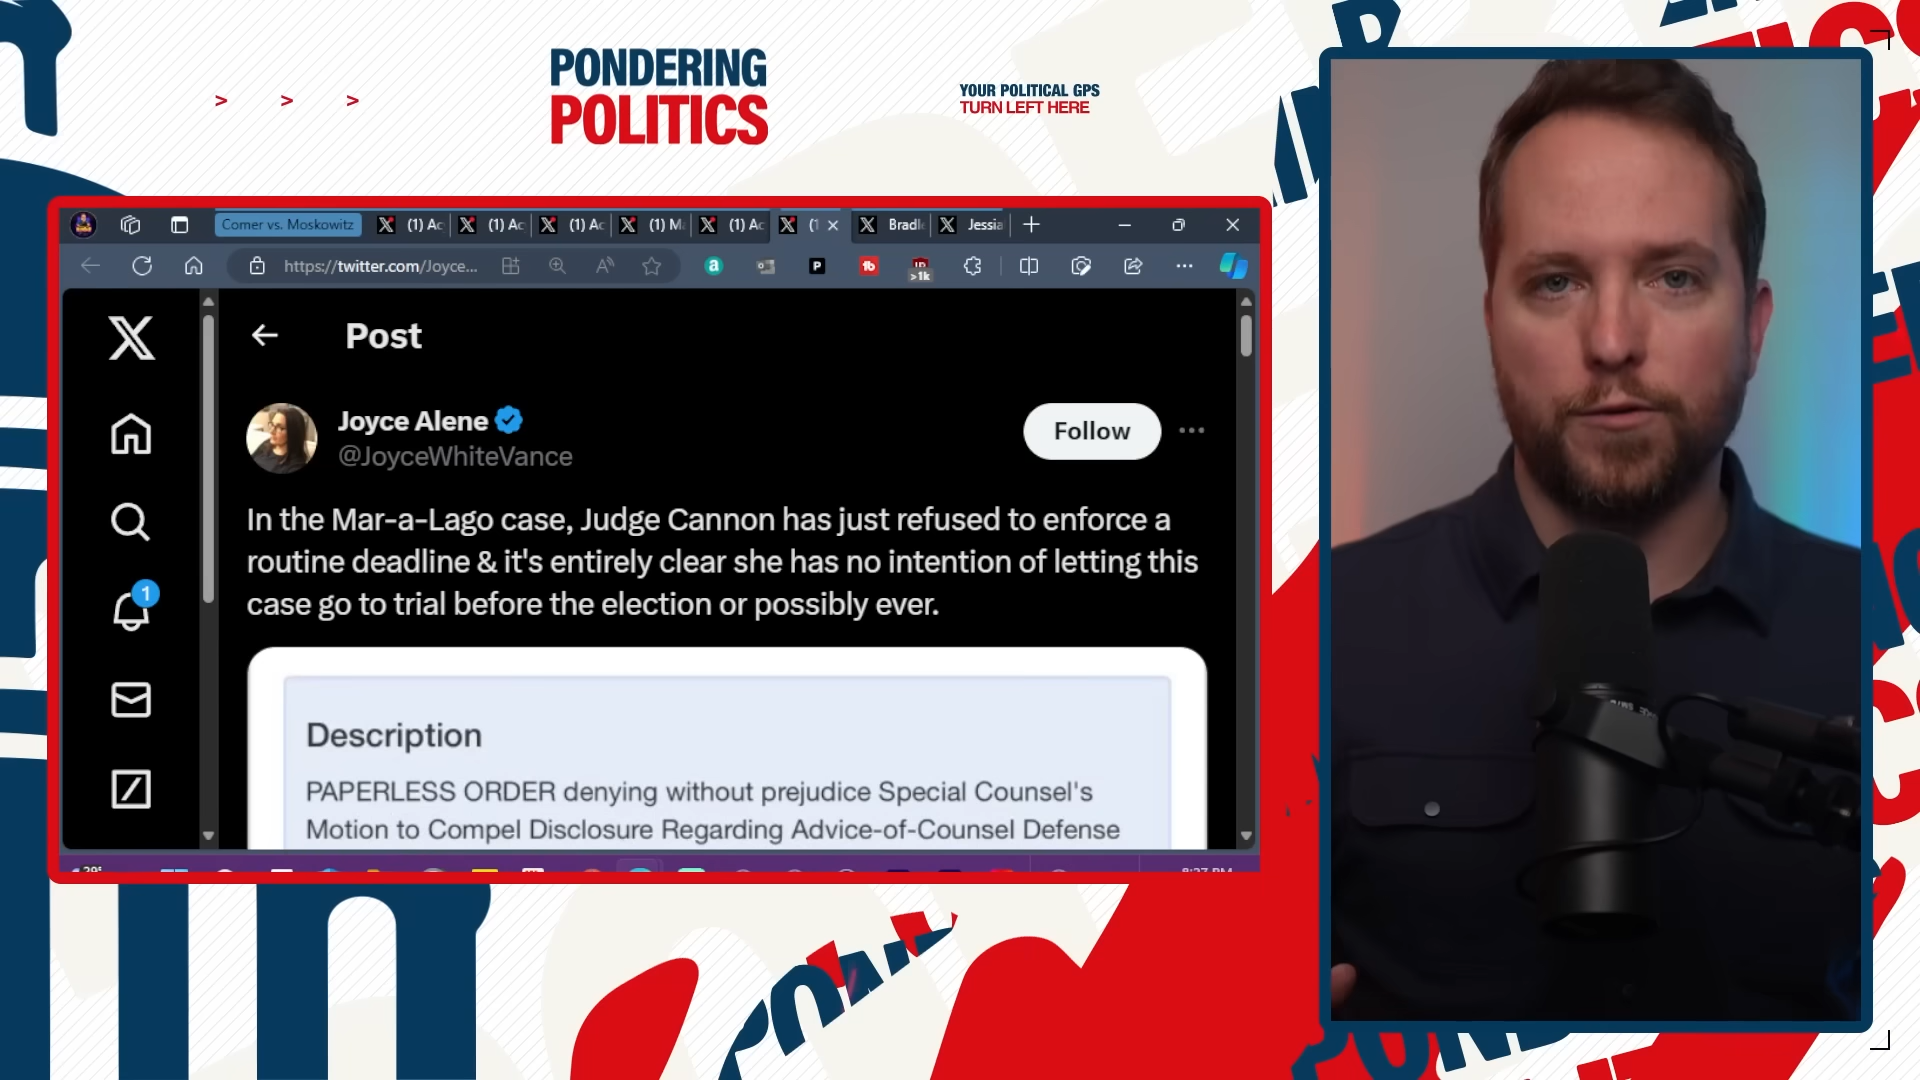 PONDERING
POLITICS
YOUR POLITICAL GPS
TURN LEFT HERE
> > >
Comer vs. Moskowitz
(1) Ac
(1) Ac
(1) Ac
(1) M
(1) Ac
(1
Bradl
Jessia
https://twitter.com/Joyce...
>1k
Post
Joyce Alene
@JoyceWhiteVance
Follow
In the Mar-a-Lago case, Judge Cannon has just refused to enforce a
routine deadline & it's entirely clear she has no intention of letting this
case go to trial before the election or possibly ever.
1
Description
PAPERLESS ORDER denying without prejudice Special Counsel's
Motion to Compel Disclosure Regarding Advice-of-Counsel Defense